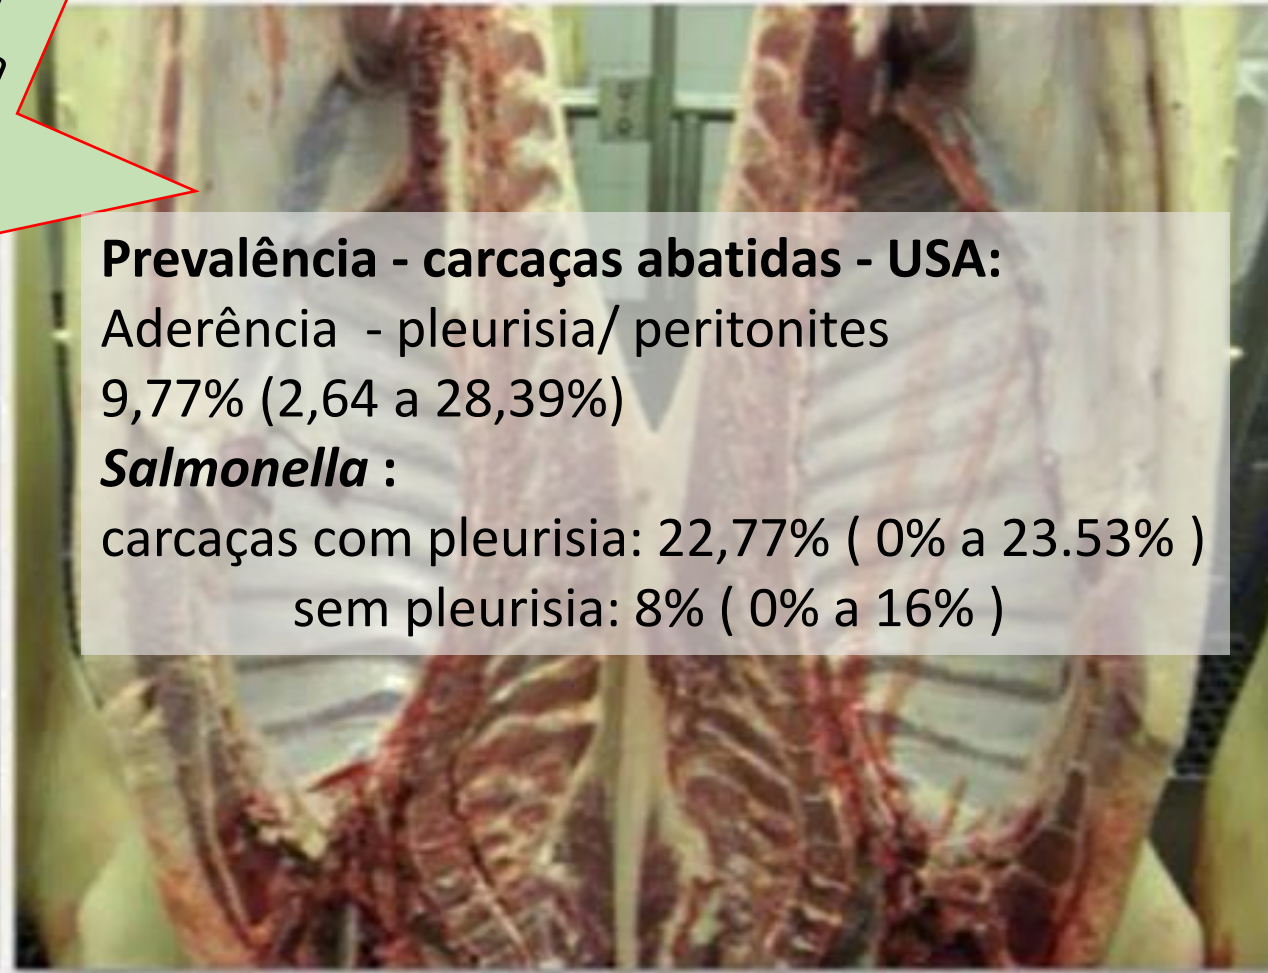 Prevalência - carcaças abatidas - USA:
Aderência - pleurisia/ peritonites
9,77% (2,64 a 28,39%)
Salmonella :
carcaças com pleurisia: 22,77% ( 0% a 23.53% )
sem pleurisia: 8% ( 0% a 16% )